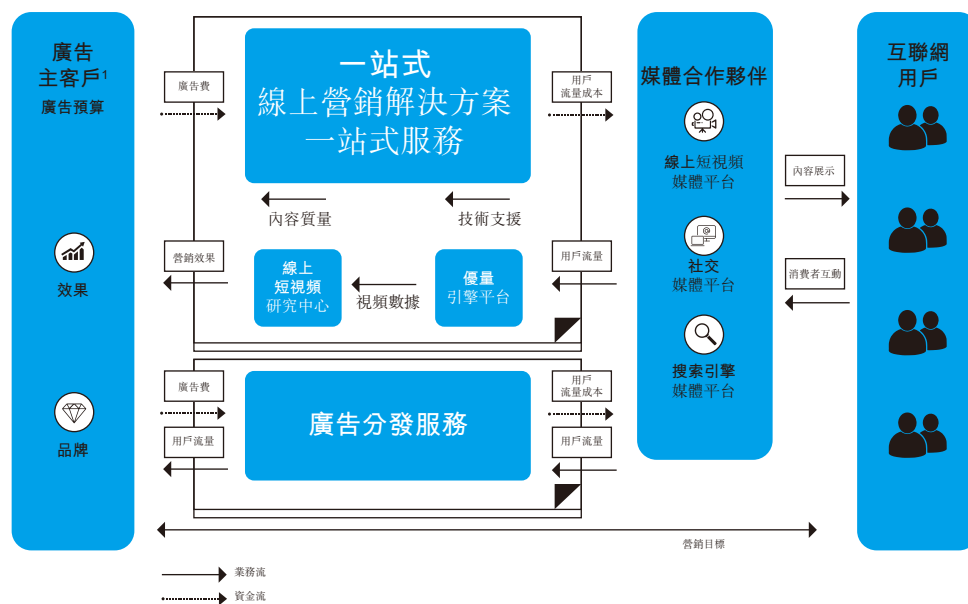 廣告
主客戶1
廣告預算
效果
品牌
廣告費
營銷效果
廣告費
用戶流量
一站式
線上營銷解決方案
一站式服務
內容質量
技術支援
線上
短視頻
研究中心
視頻數據
優量
引擎平台
廣告分發服務
用戶
流量成本
用戶流量
用戶
流量成本
用戶流量
媒體合作夥伴
線上短視頻
媒體平台
社交
媒體平台
搜索引擎
媒體平台
內容展示
消費者互動
互聯網
用戶
營銷目標
業務流
資金流